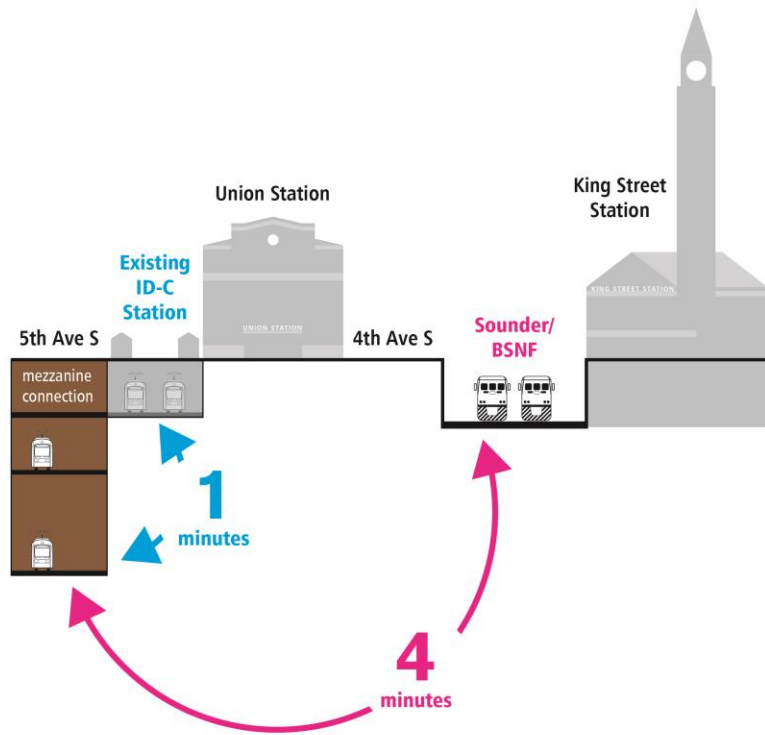 Union Station
King Street
Station
Existing
ID-C
Station
5th Ave S
UNION STATION
4th Ave S
Sounder/
BSNF
KING STREET STATION
mezzanine
connection
1
minutes
4
minutes